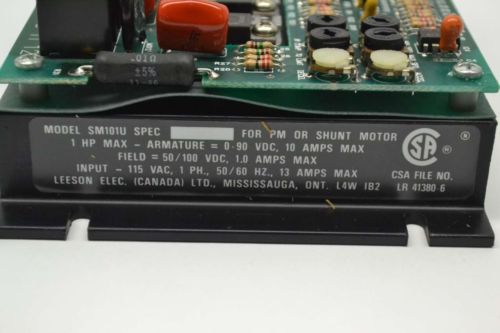 .01Ω
±5%
MODEL SM101U SPEC FOR PM OR SHUNT MOTOR
1 HP MAX - ARMATURE = 0-90 VDC, 10 AMPS MAX
FIELD = 50/100 VDC, 1.0 AMPS MAX
INPUT - 115 VAC, 1 PH., 50/60 HZ., 13 AMPS MAX
LEESON ELEC. (CANADA) LTD., MISSISSAUGA, ONT. L4W 1B2
CSA
®
CSA FILE NO.
LR 41380-6